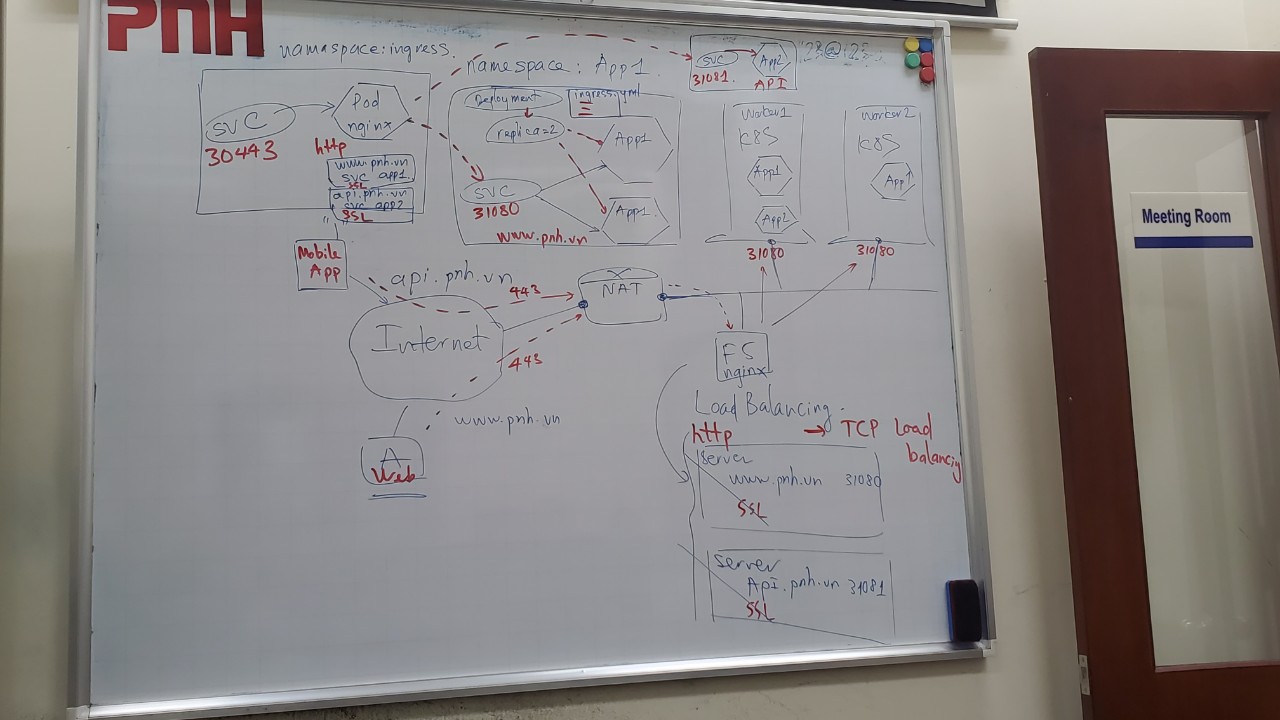 PNH
namaspace: ingress.
SVC
30443
Pod
nginx
http
www.pnh.vn
SVC app1
SSL
api.pnh.vn
SVC app2
SSL
namespace: App1.
Deployment
replica=2
ingress.yml
App1
App1
SVC
31080
www.pnh.vn
SVC
31081.
App2
API
Worker1
K8S
App1
App2
31080
Worker2
K8S
App1
31080
Mobile
App
api.pnh.vn
Internet
443
443
NAT
F5
nginx
www.pnh.vn
A
Web
Load Balancing.
http → TCP Load
balancing
Server
www.pnh.vn 31080
SSL
Server
ApI.pnh.vn 31081
SSL
Meeting Room